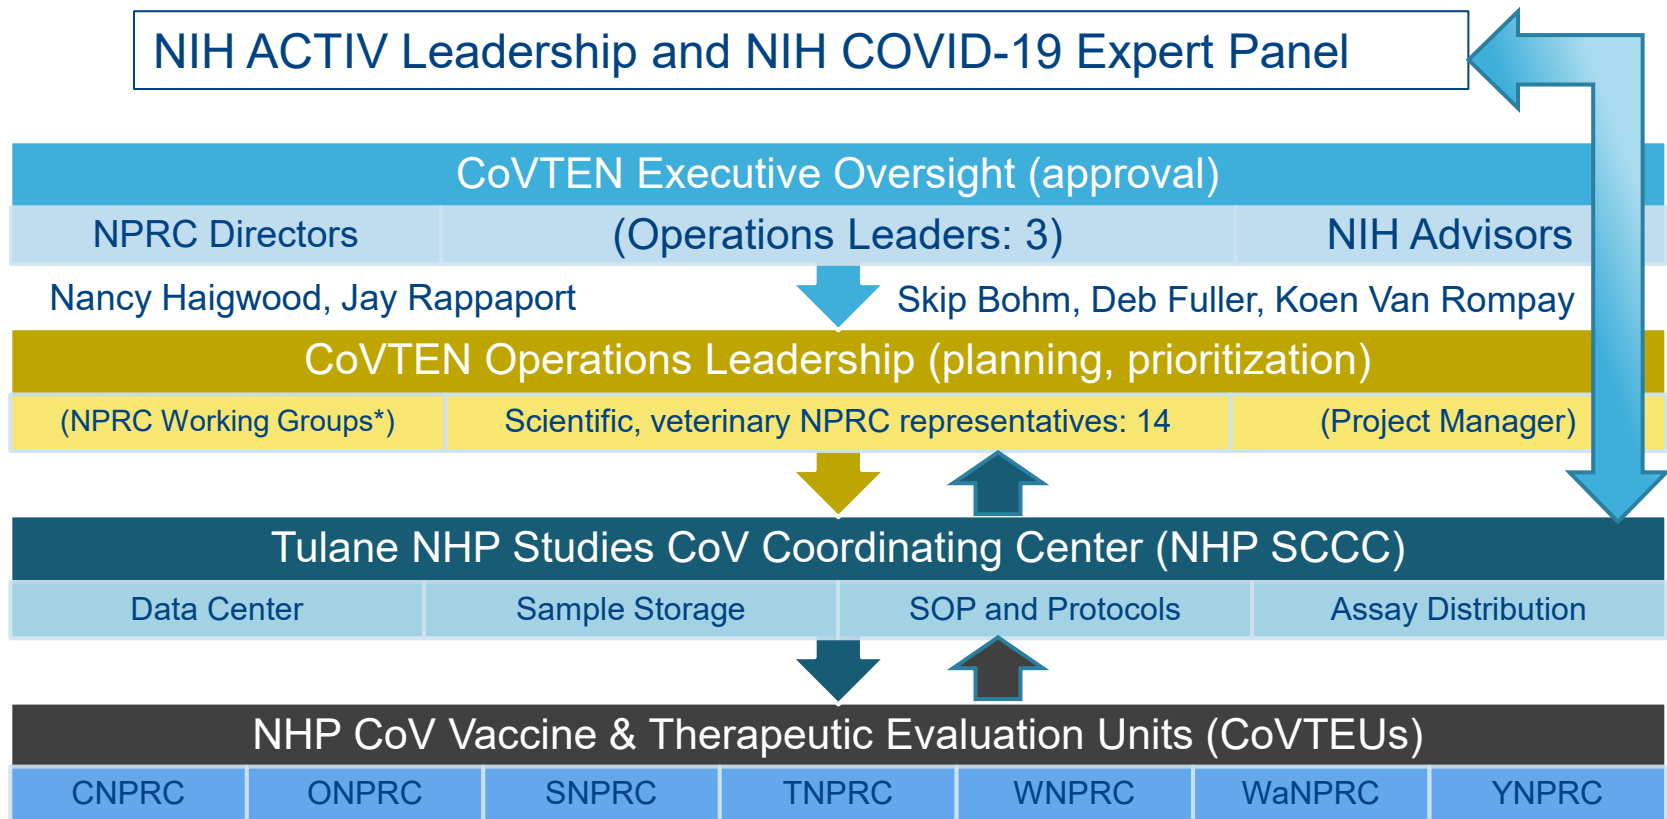 NIH ACTIV Leadership and NIH COVID-19 Expert Panel
CoVTEN Executive Oversight (approval)
NPRC Directors
(Operations Leaders: 3)
NIH Advisors
Nancy Haigwood, Jay Rappaport
Skip Bohm, Deb Fuller, Koen Van Rompay
CoVTEN Operations Leadership (planning, prioritization)
(NPRC Working Groups*)
Scientific, veterinary NPRC representatives: 14
(Project Manager)
Tulane NHP Studies CoV Coordinating Center (NHP SCCC)
Data Center
Sample Storage
SOP and Protocols
Assay Distribution
NHP CoV Vaccine & Therapeutic Evaluation Units (CoVTEUs)
CNPRC
ONPRC
SNPRC
TNPRC
WNPRC
WaNPRC
YNPRC